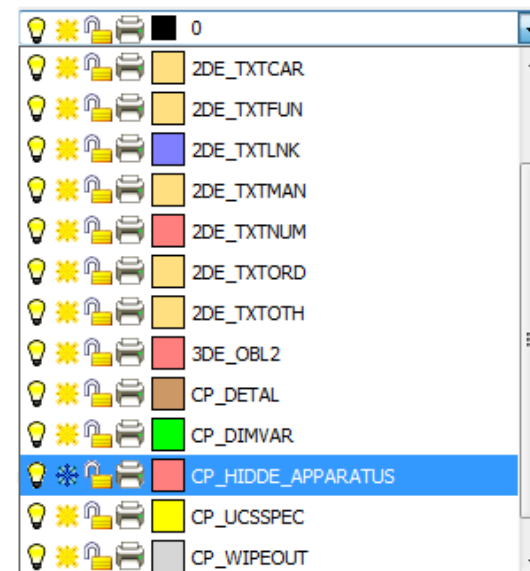 0
2DE_TXTCAR
2DE_TXTFUN
2DE_TXTLNK
2DE_TXTMAN
2DE_TXTNUM
2DE_TXTORD
2DE_TXTOTH
3DE_OBL2
CP_DETAL
CP_DIMVAR
CP_HIDDE_APPARATUS
CP_UCSSPEC
CP_WIPEOUT